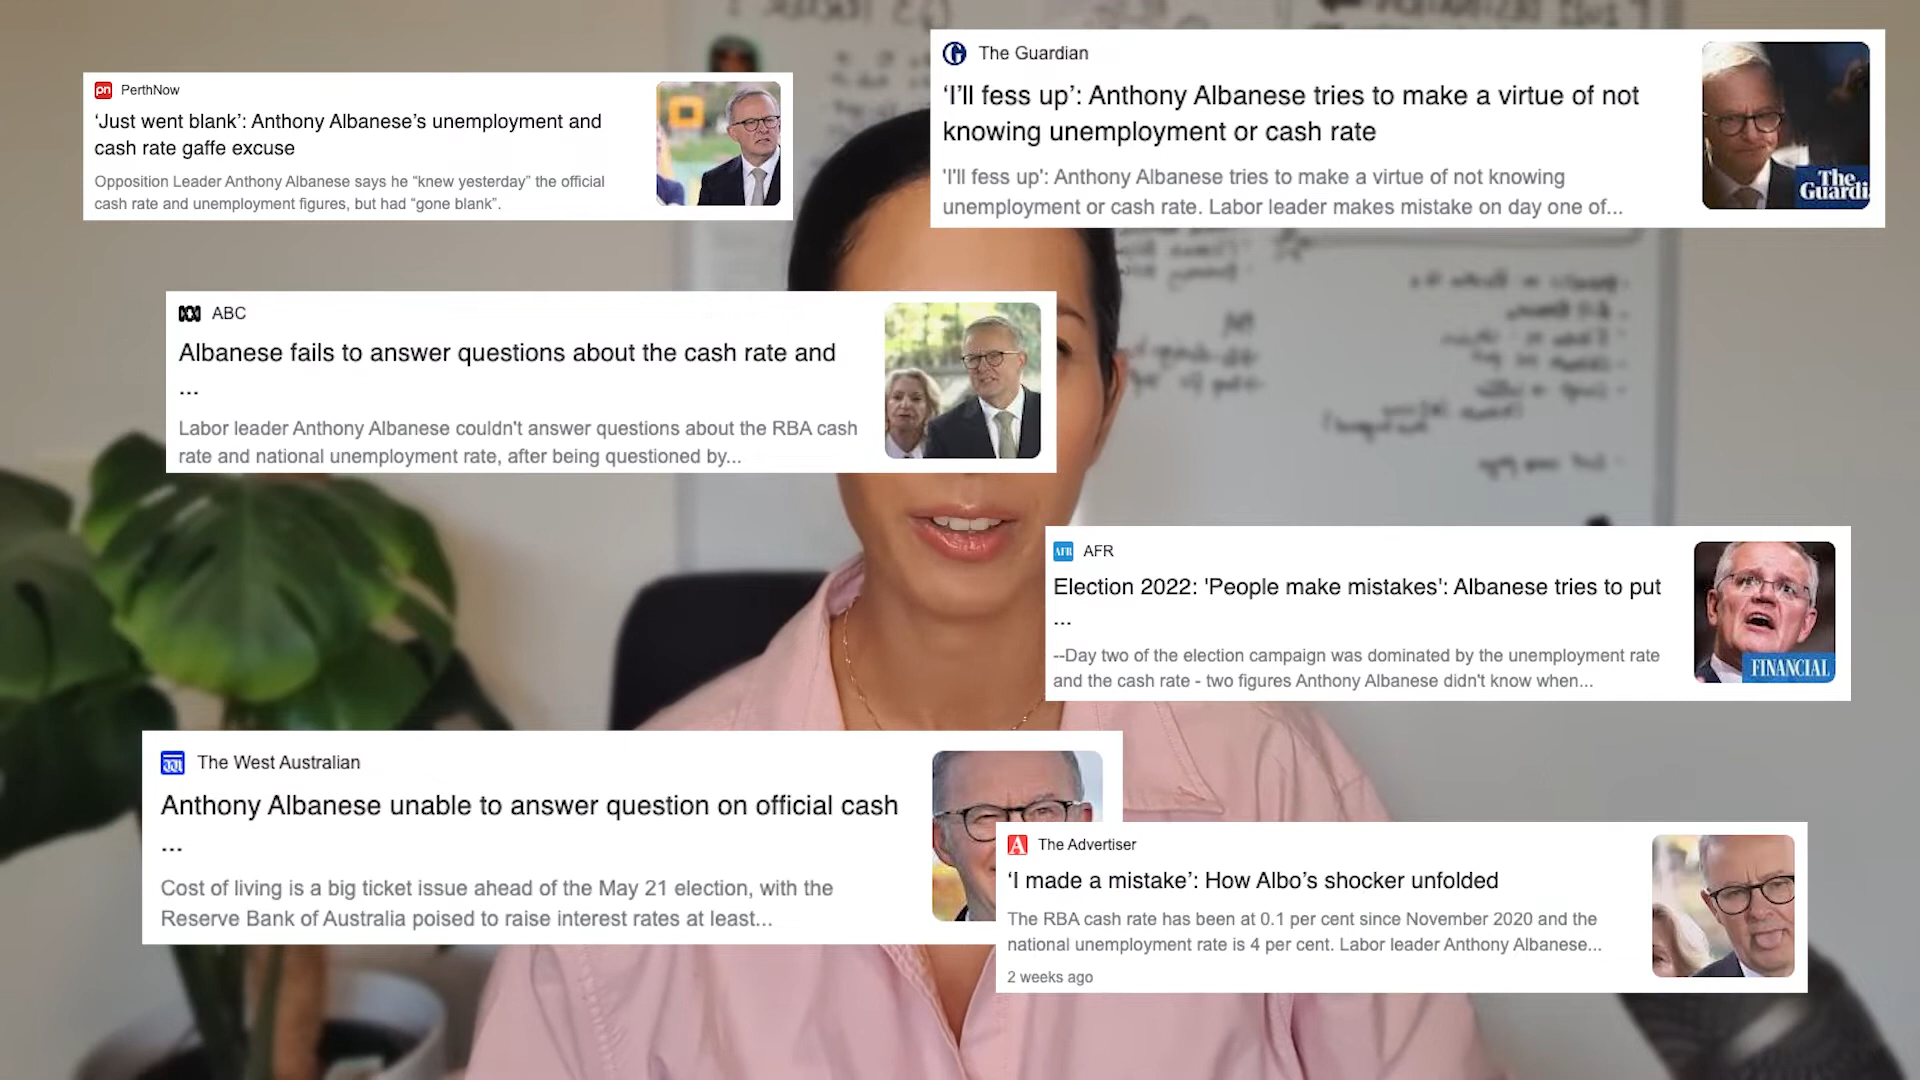 PerthNow
‘Just went blank’: Anthony Albanese’s unemployment and
cash rate gaffe excuse
Opposition Leader Anthony Albanese says he “knew yesterday” the official
cash rate and unemployment figures, but had “gone blank”.
The Guardian
‘I’ll fess up’: Anthony Albanese tries to make a virtue of not
knowing unemployment or cash rate
'I'll fess up': Anthony Albanese tries to make a virtue of not knowing
unemployment or cash rate. Labor leader makes mistake on day one of...
The
Guardi
ABC
Albanese fails to answer questions about the cash rate and
...
Labor leader Anthony Albanese couldn't answer questions about the RBA cash
rate and national unemployment rate, after being questioned by...
AFR
AFR
Election 2022: 'People make mistakes': Albanese tries to put
...
--Day two of the election campaign was dominated by the unemployment rate
and the cash rate - two figures Anthony Albanese didn't know when...
FINANCIAL
The West Australian
Anthony Albanese unable to answer question on official cash
...
Cost of living is a big ticket issue ahead of the May 21 election, with the
Reserve Bank of Australia poised to raise interest rates at least...
The Advertiser
‘I made a mistake’: How Albo’s shocker unfolded
The RBA cash rate has been at 0.1 per cent since November 2020 and the
national unemployment rate is 4 per cent. Labor leader Anthony Albanese...
2 weeks ago